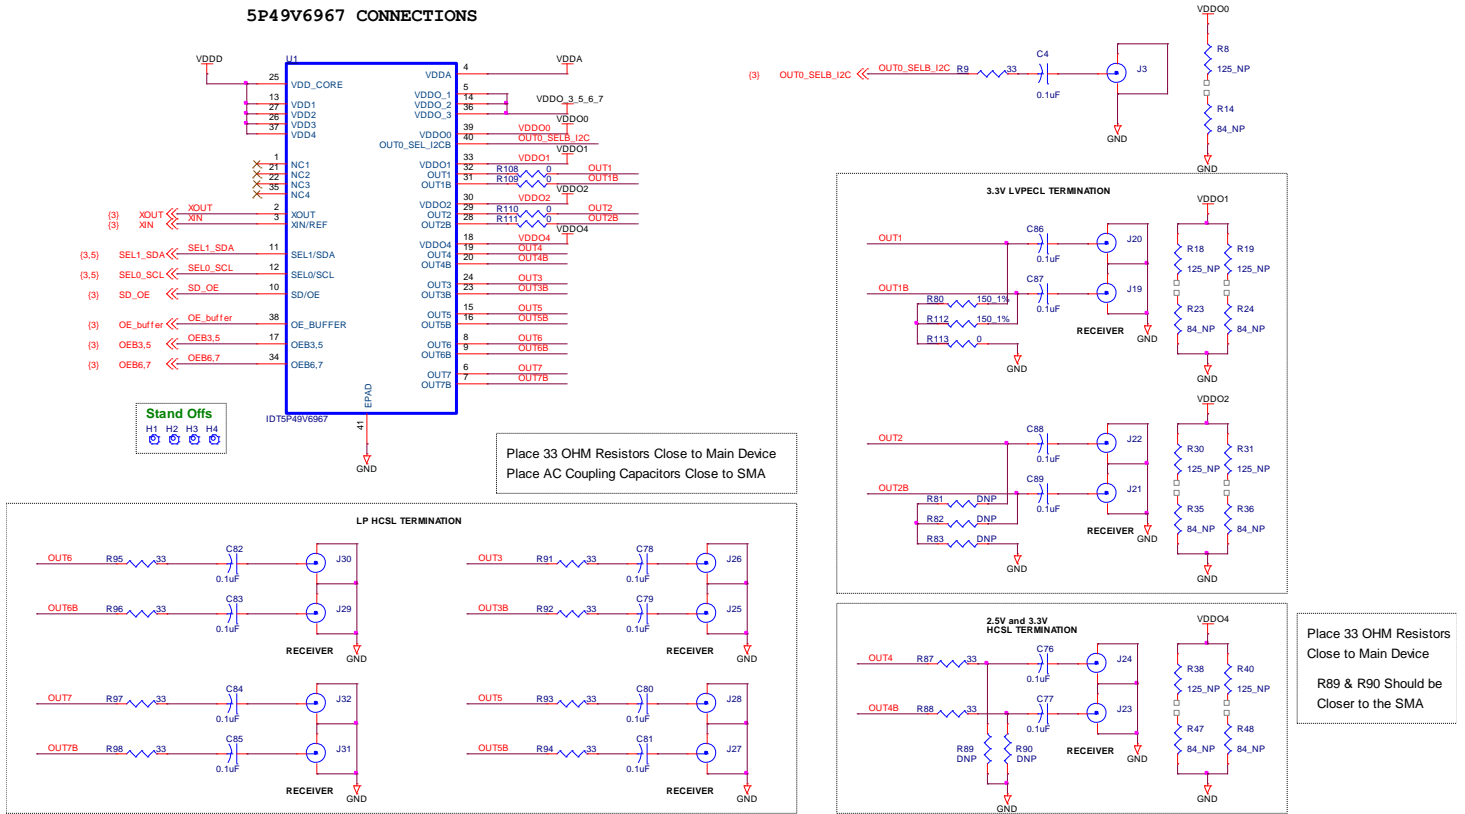 5P49V6967 CONNECTIONS
U1
VDDD
VDDA
25 VDD_CORE
13 VDD1
27 VDD2
26 VDD3
37 VDD4
1 NC1
21 NC2
22 NC3
35 NC4
{3} XOUT XOUT 2 XOUT
{3} XIN XIN 3 XIN/REF
{3,5} SEL1_SDA SEL1_SDA 11 SEL1/SDA
{3,5} SEL0_SCL SEL0_SCL 12 SEL0/SCL
{3} SD_OE SD_OE 10 SD/OE
{3} OE_buffer OE_buffer 38 OE_BUFFER
{3} OEB3,5 OEB3,5 17 OEB3,5
{3} OEB6,7 OEB6,7 34 OEB6,7
VDDA 4
VDDO_1 5
VDDO_2 14
VDDO_3 36 VDDO_3_5_6_7
VDDO0
VDDO0 39 VDDO0
OUT0_SEL_I2CB 40 OUT0_SELB_I2C
VDDO1
VDDO1 33 VDDO1
OUT1 32 R108 0 OUT1
OUT1B 31 R109 0 OUT1B
VDDO2
VDDO2 30 VDDO2
OUT2 29 R110 0 OUT2
OUT2B 28 R111 0 OUT2B
VDDO4
VDDO4 18 VDDO4
OUT4 19 OUT4
OUT4B 20 OUT4B
OUT3 24 OUT3
OUT3B 23 OUT3B
OUT5 15 OUT5
OUT5B 16 OUT5B
OUT6 8 OUT6
OUT6B 9 OUT6B
OUT7 6 OUT7
OUT7B 7 OUT7B
EPAD
41
GND
IDT5P49V6967
Stand Offs
H1 H2 H3 H4
Place 33 OHM Resistors Close to Main Device
Place AC Coupling Capacitors Close to SMA
{3} OUT0_SELB_I2C OUT0_SELB_I2C R9 33 C4 0.1uF J3
GND
VDDO0
R8
125_NP
R14
84_NP
GND
3.3V LVPECL TERMINATION
OUT1 C86 0.1uF J20
OUT1B C87 0.1uF J19
R80 150_1%
R112 150_1%
R113 0
GND
RECEIVER
GND
VDDO1
R18 R19
125_NP 125_NP
R23 R24
84_NP 84_NP
GND
OUT2 C88 0.1uF J22
OUT2B C89 0.1uF J21
R81 DNP
R82 DNP
R83 DNP
GND
RECEIVER
GND
VDDO2
R30 R31
125_NP 125_NP
R35 R36
84_NP 84_NP
GND
LP HCSL TERMINATION
OUT6 R95 33 C82 0.1uF J30
OUT6B R96 33 C83 0.1uF J29
RECEIVER
GND
OUT3 R91 33 C78 0.1uF J26
OUT3B R92 33 C79 0.1uF J25
RECEIVER
GND
OUT7 R97 33 C84 0.1uF J32
OUT7B R98 33 C85 0.1uF J31
RECEIVER
GND
OUT5 R93 33 C80 0.1uF J28
OUT5B R94 33 C81 0.1uF J27
RECEIVER
GND
2.5V and 3.3V
HCSL TERMINATION
OUT4 R87 33 C76 0.1uF J24
OUT4B R88 33 C77 0.1uF J23
R89 R90
DNP DNP
GND
RECEIVER
GND
VDDO4
R38 R40
125_NP 125_NP
R47 R48
84_NP 84_NP
GND
Place 33 OHM Resistors
Close to Main Device
R89 & R90 Should be
Closer to the SMA